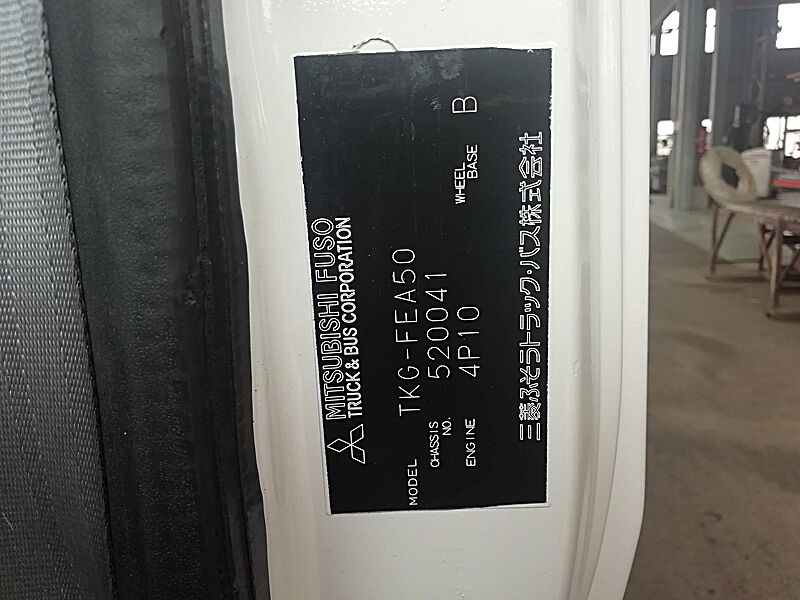 MITSUBISHI FUSO
TRUCK & BUS CORPORATION
MODEL TKG-FEA50
CHASSIS NO. 520041
ENGINE 4P10
WHEEL BASE B
三菱ふそうトラック・バス株式会社